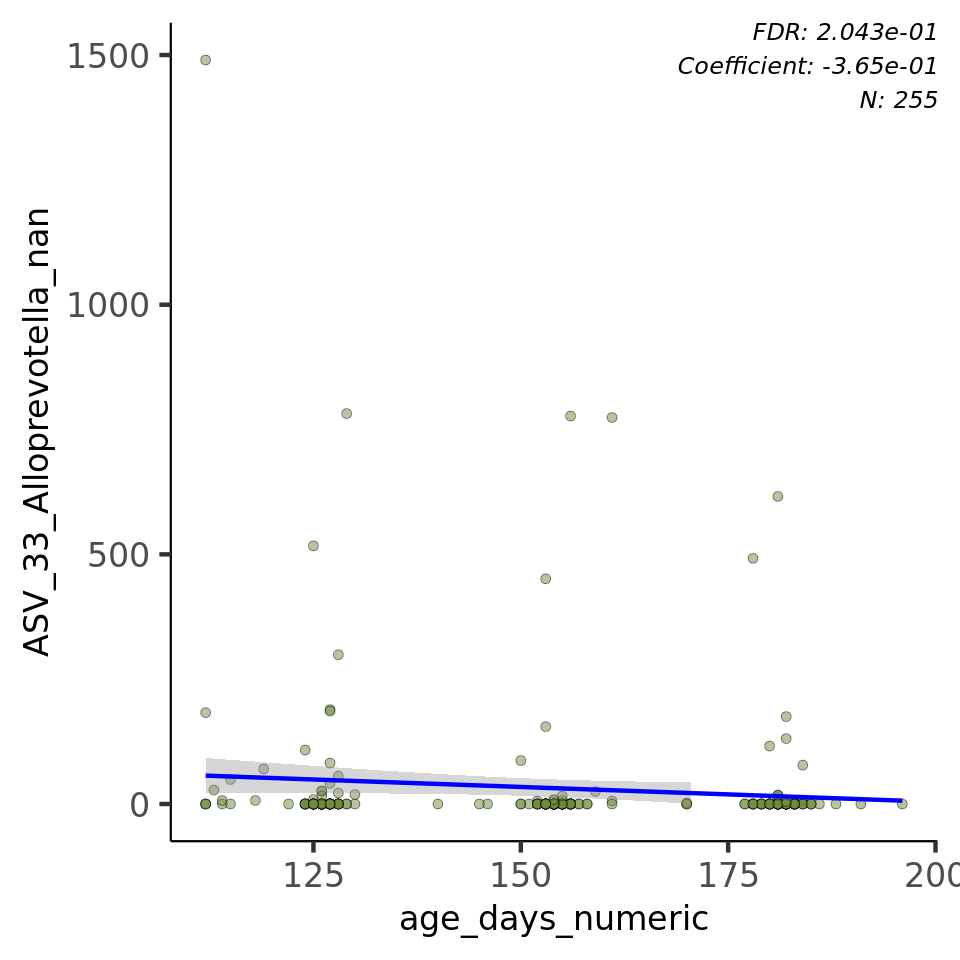 FDR: 2.043e-01
Coefficient: -3.65e-01
N: 255
1500
1000
500
0
ASV_33_Alloprevotella_nan
125 150 175 200
age_days_numeric